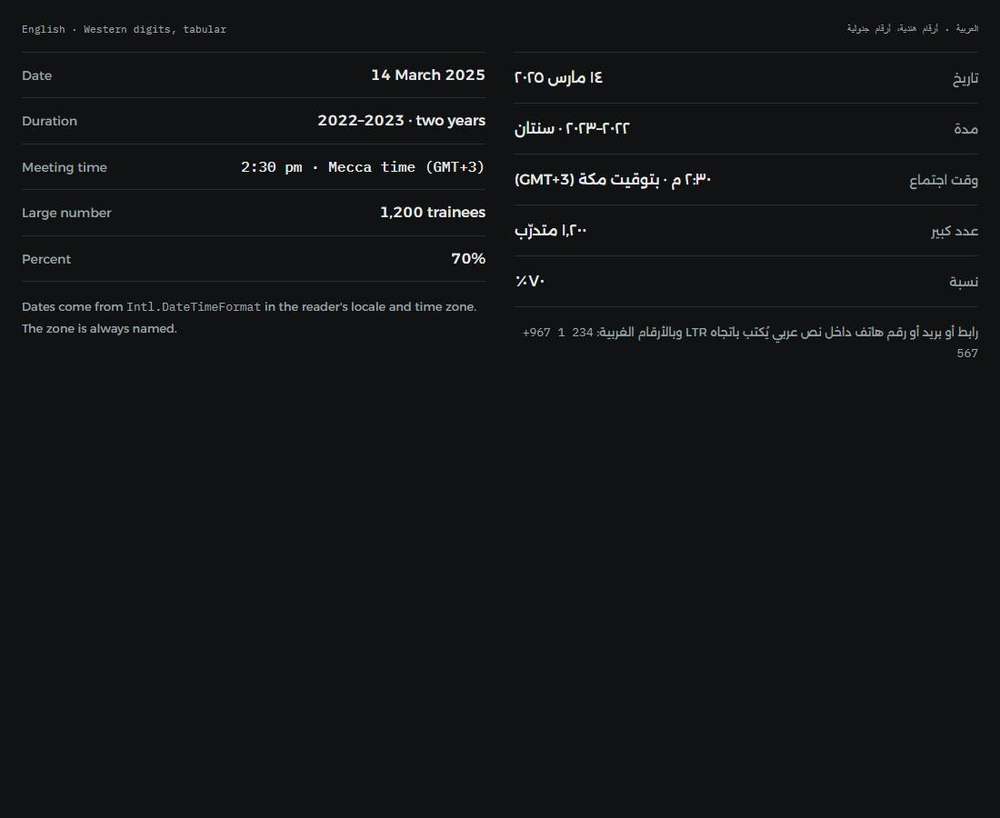 English · Western digits, tabular
Date 14 March 2025
Duration 2022–2023 · two years
Meeting time 2:30 pm · Mecca time (GMT+3)
Large number 1,200 trainees
Percent 70%
Dates come from Intl.DateTimeFormat in the reader's locale and time zone.
The zone is always named.
العربية · أرقام هندية، أرقام جدولية
تاريخ ١٤ مارس ٢٠٢٥
مدة ٢٠٢٢–٢٠٢٣ · سنتان
وقت اجتماع ٢:٣٠ م · بتوقيت مكة (GMT+3)
عدد كبير ١,٢٠٠ متدرّب
نسبة ٧٠٪
رابط أو بريد أو رقم هاتف داخل نص عربي يُكتب باتجاه LTR وبالأرقام الغربية: +967 1 234
567